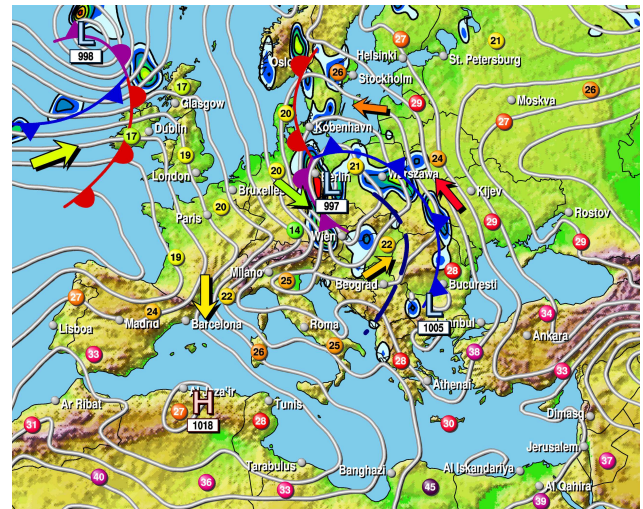 L
998
27
21
Oslo
Helsinki
St. Petersburg
26
Stockholm
17
Glasgow
29
26
Moskva
20
27
Dublin
17
Kobenhavn
19
21
24
London
20
Berlin
Warszawa
Bruxelles
L
Kiev
997
Paris
20
29
Rostov
14
Wien
22
29
19
Milano
28
25
27
22
Beograd
Bucuresti
24
L
34
Lisboa
Madrid
Barcelona
Roma
1005
Ankara
33
26
25
38
28
33
Athenai
H
Ar Ribat
27
Tunis
Dimasq
31
1018
28
30
Jerusalem
37
40
36
Tarabulus
Banghazi
Al Iskandariya
33
45
Al Qahira
39